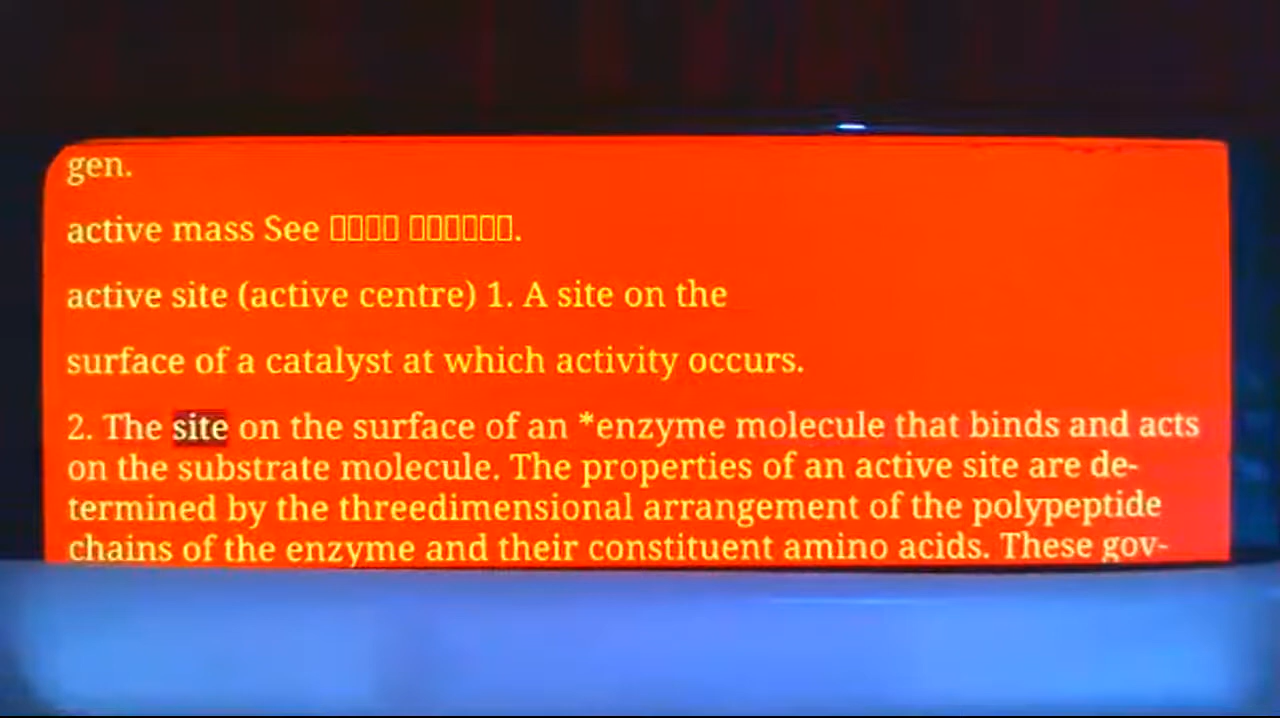 gen.
active mass See □□□□ □□□□□□.
active site (active centre) 1. A site on the
surface of a catalyst at which activity occurs.
2. The site on the surface of an *enzyme molecule that binds and acts
on the substrate molecule. The properties of an active site are de-
termined by the threedimensional arrangement of the polypeptide
chains of the enzyme and their constituent amino acids. These gov-